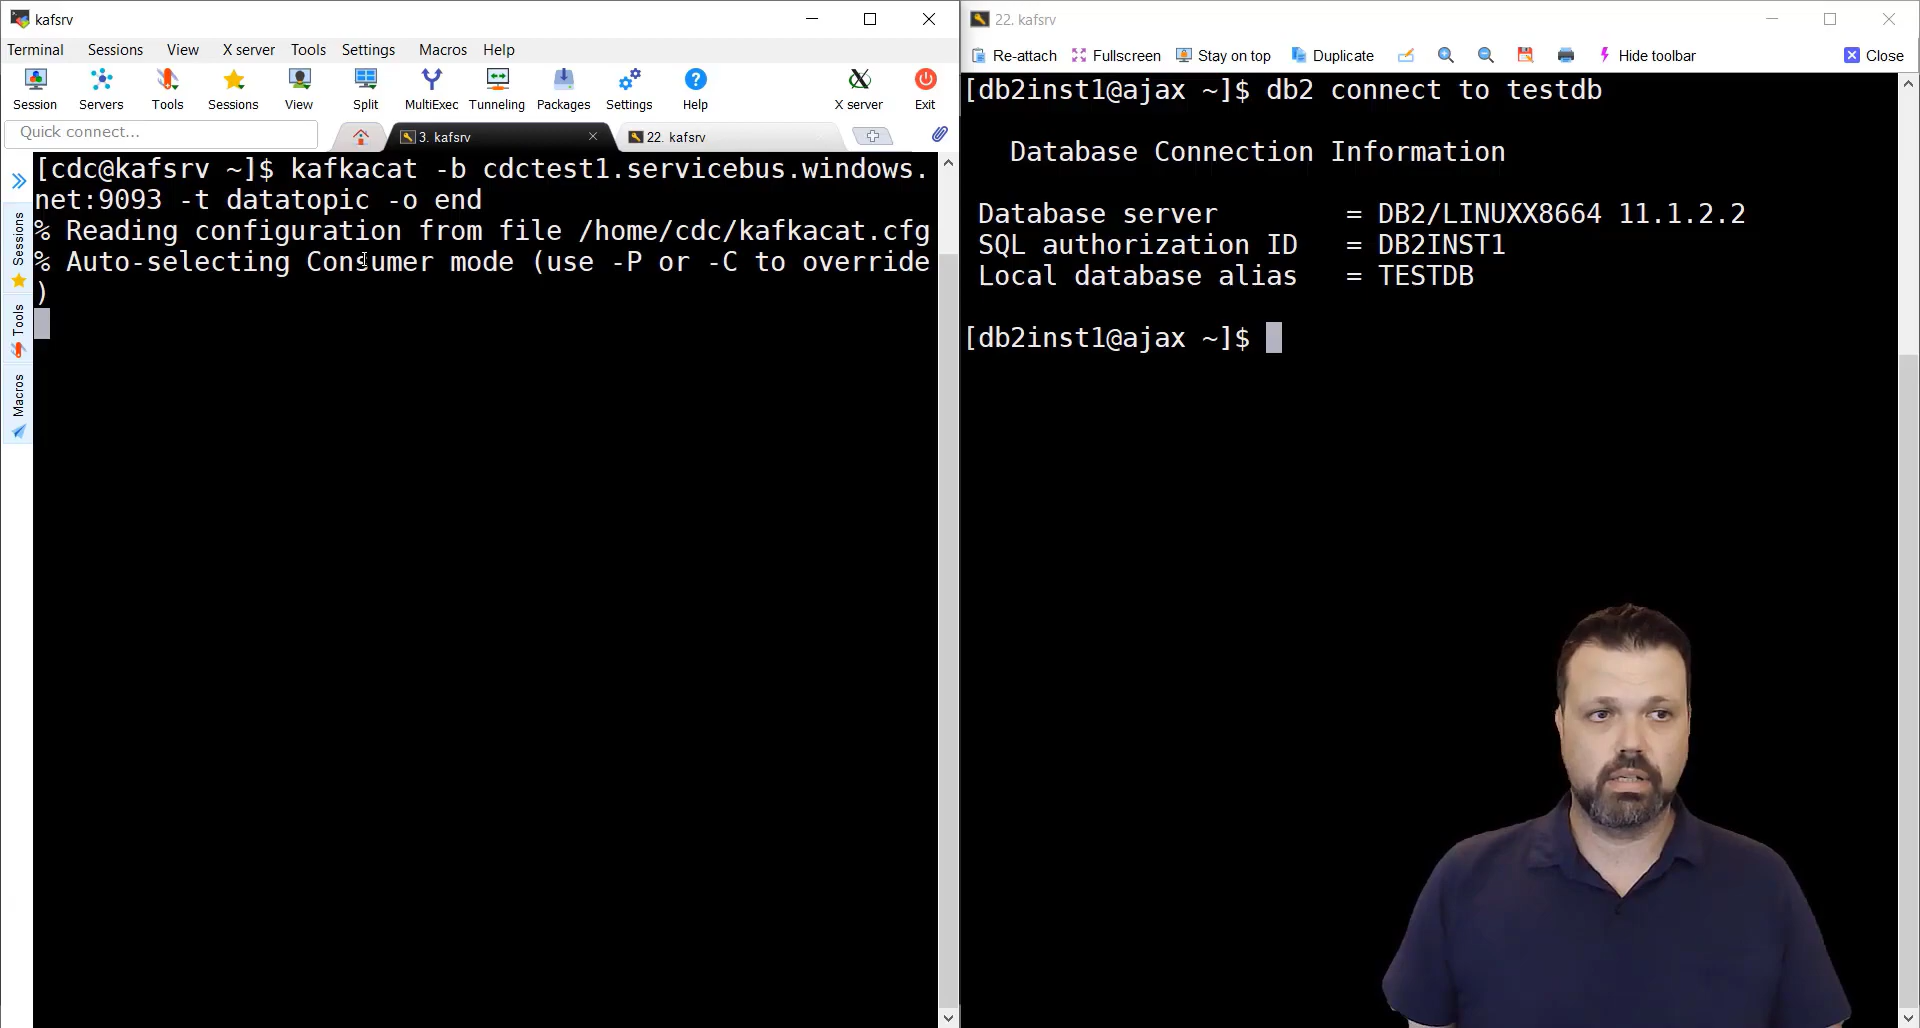 kafsrv
Terminal Sessions View X server Tools Settings Macros Help
Session Servers Tools Sessions View Split MultiExec Tunneling Packages Settings Help X server Exit
Quick connect...
3. kafsrv
22. kafsrv
Sessions
Tools
Macros
[cdc@kafsrv ~]$ kafkacat -b cdctest1.servicebus.windows.
net:9093 -t datatopic -o end
% Reading configuration from file /home/cdc/kafkacat.cfg
% Auto-selecting Consumer mode (use -P or -C to override
)
22. kafsrv
Re-attach Fullscreen Stay on top Duplicate Hide toolbar Close
[db2inst1@ajax ~]$ db2 connect to testdb
Database Connection Information
Database server = DB2/LINUXX8664 11.1.2.2
SQL authorization ID = DB2INST1
Local database alias = TESTDB
[db2inst1@ajax ~]$